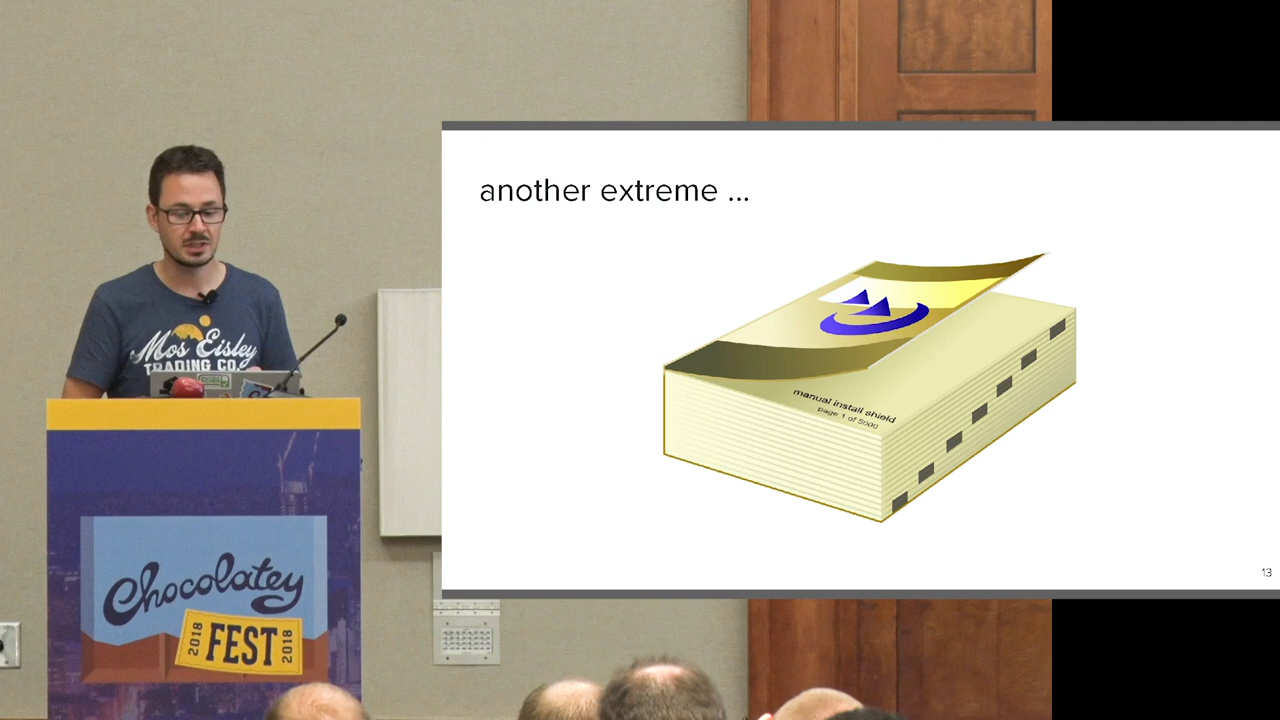 another extreme ...
manual install shield
page 1 of 5000
13
Mos Eisley
TRADING CO.
Chocolatey
2018 FEST 2018